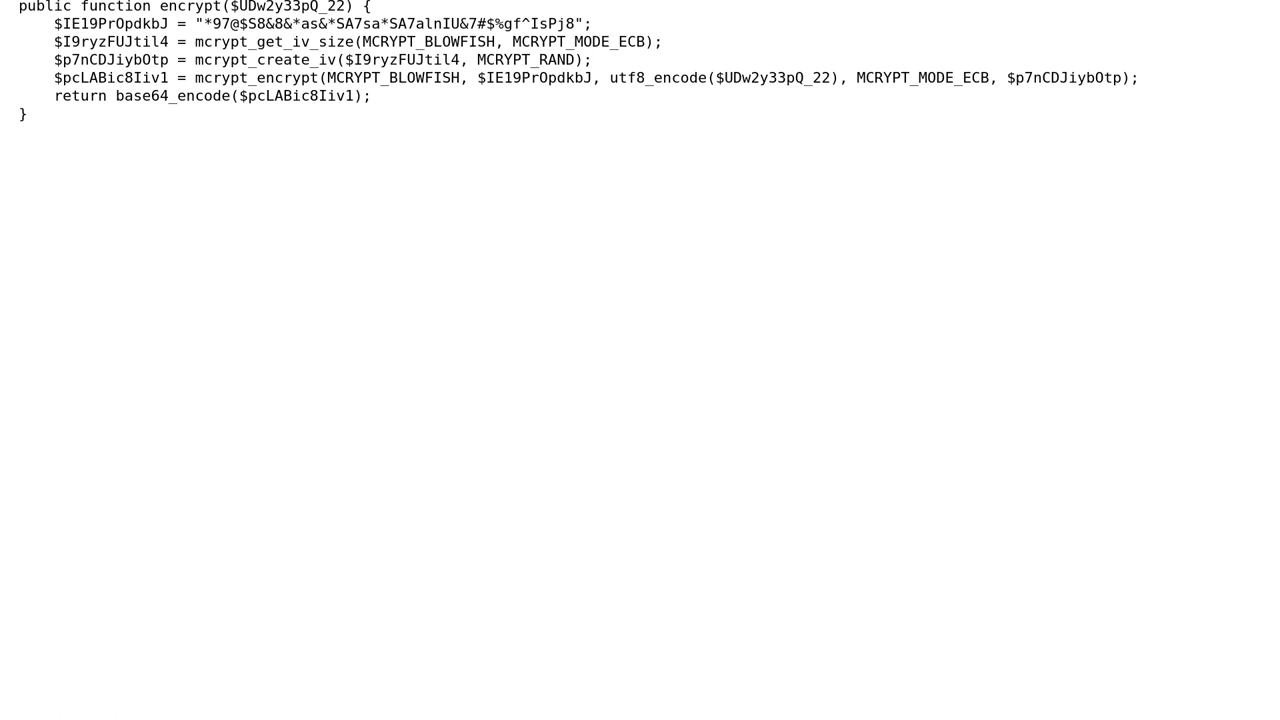 public function encrypt($UDw2y33pQ_22) {
    $IE19PrOpdkbJ = "*97@$S8&8&*as&*SA7sa*SA7alnIU&7#$%gf^IsPj8";
    $I9ryzFUJtil4 = mcrypt_get_iv_size(MCRYPT_BLOWFISH, MCRYPT_MODE_ECB);
    $p7nCDJiybOtp = mcrypt_create_iv($I9ryzFUJtil4, MCRYPT_RAND);
    $pcLABic8Iiv1 = mcrypt_encrypt(MCRYPT_BLOWFISH, $IE19PrOpdkbJ, utf8_encode($UDw2y33pQ_22), MCRYPT_MODE_ECB, $p7nCDJiybOtp);
    return base64_encode($pcLABic8Iiv1);
}